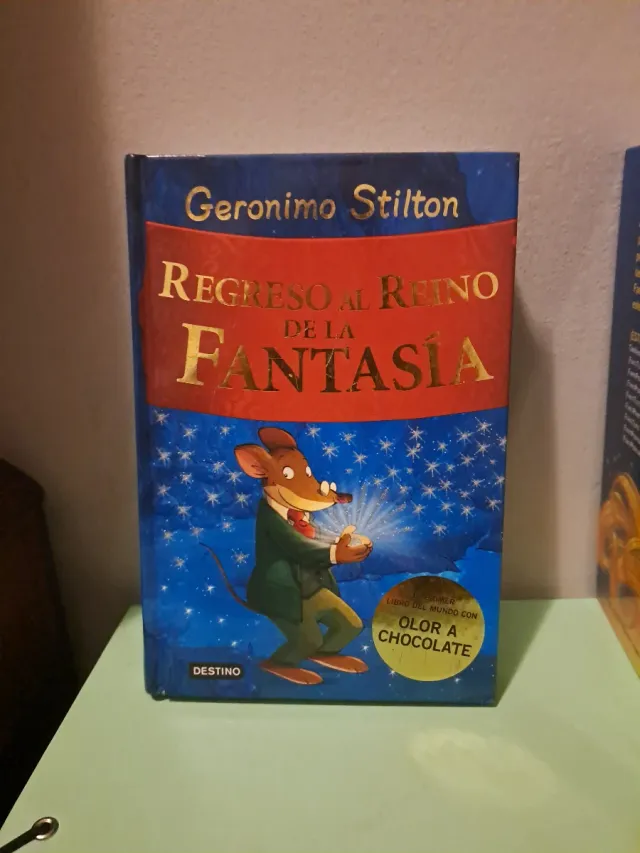 Geronimo Stilton
REGRESO AL REINO
DE LA
FANTASÍA
LIBRO DEL MUNDO CON
OLOR A
CHOCOLATE
DESTINO